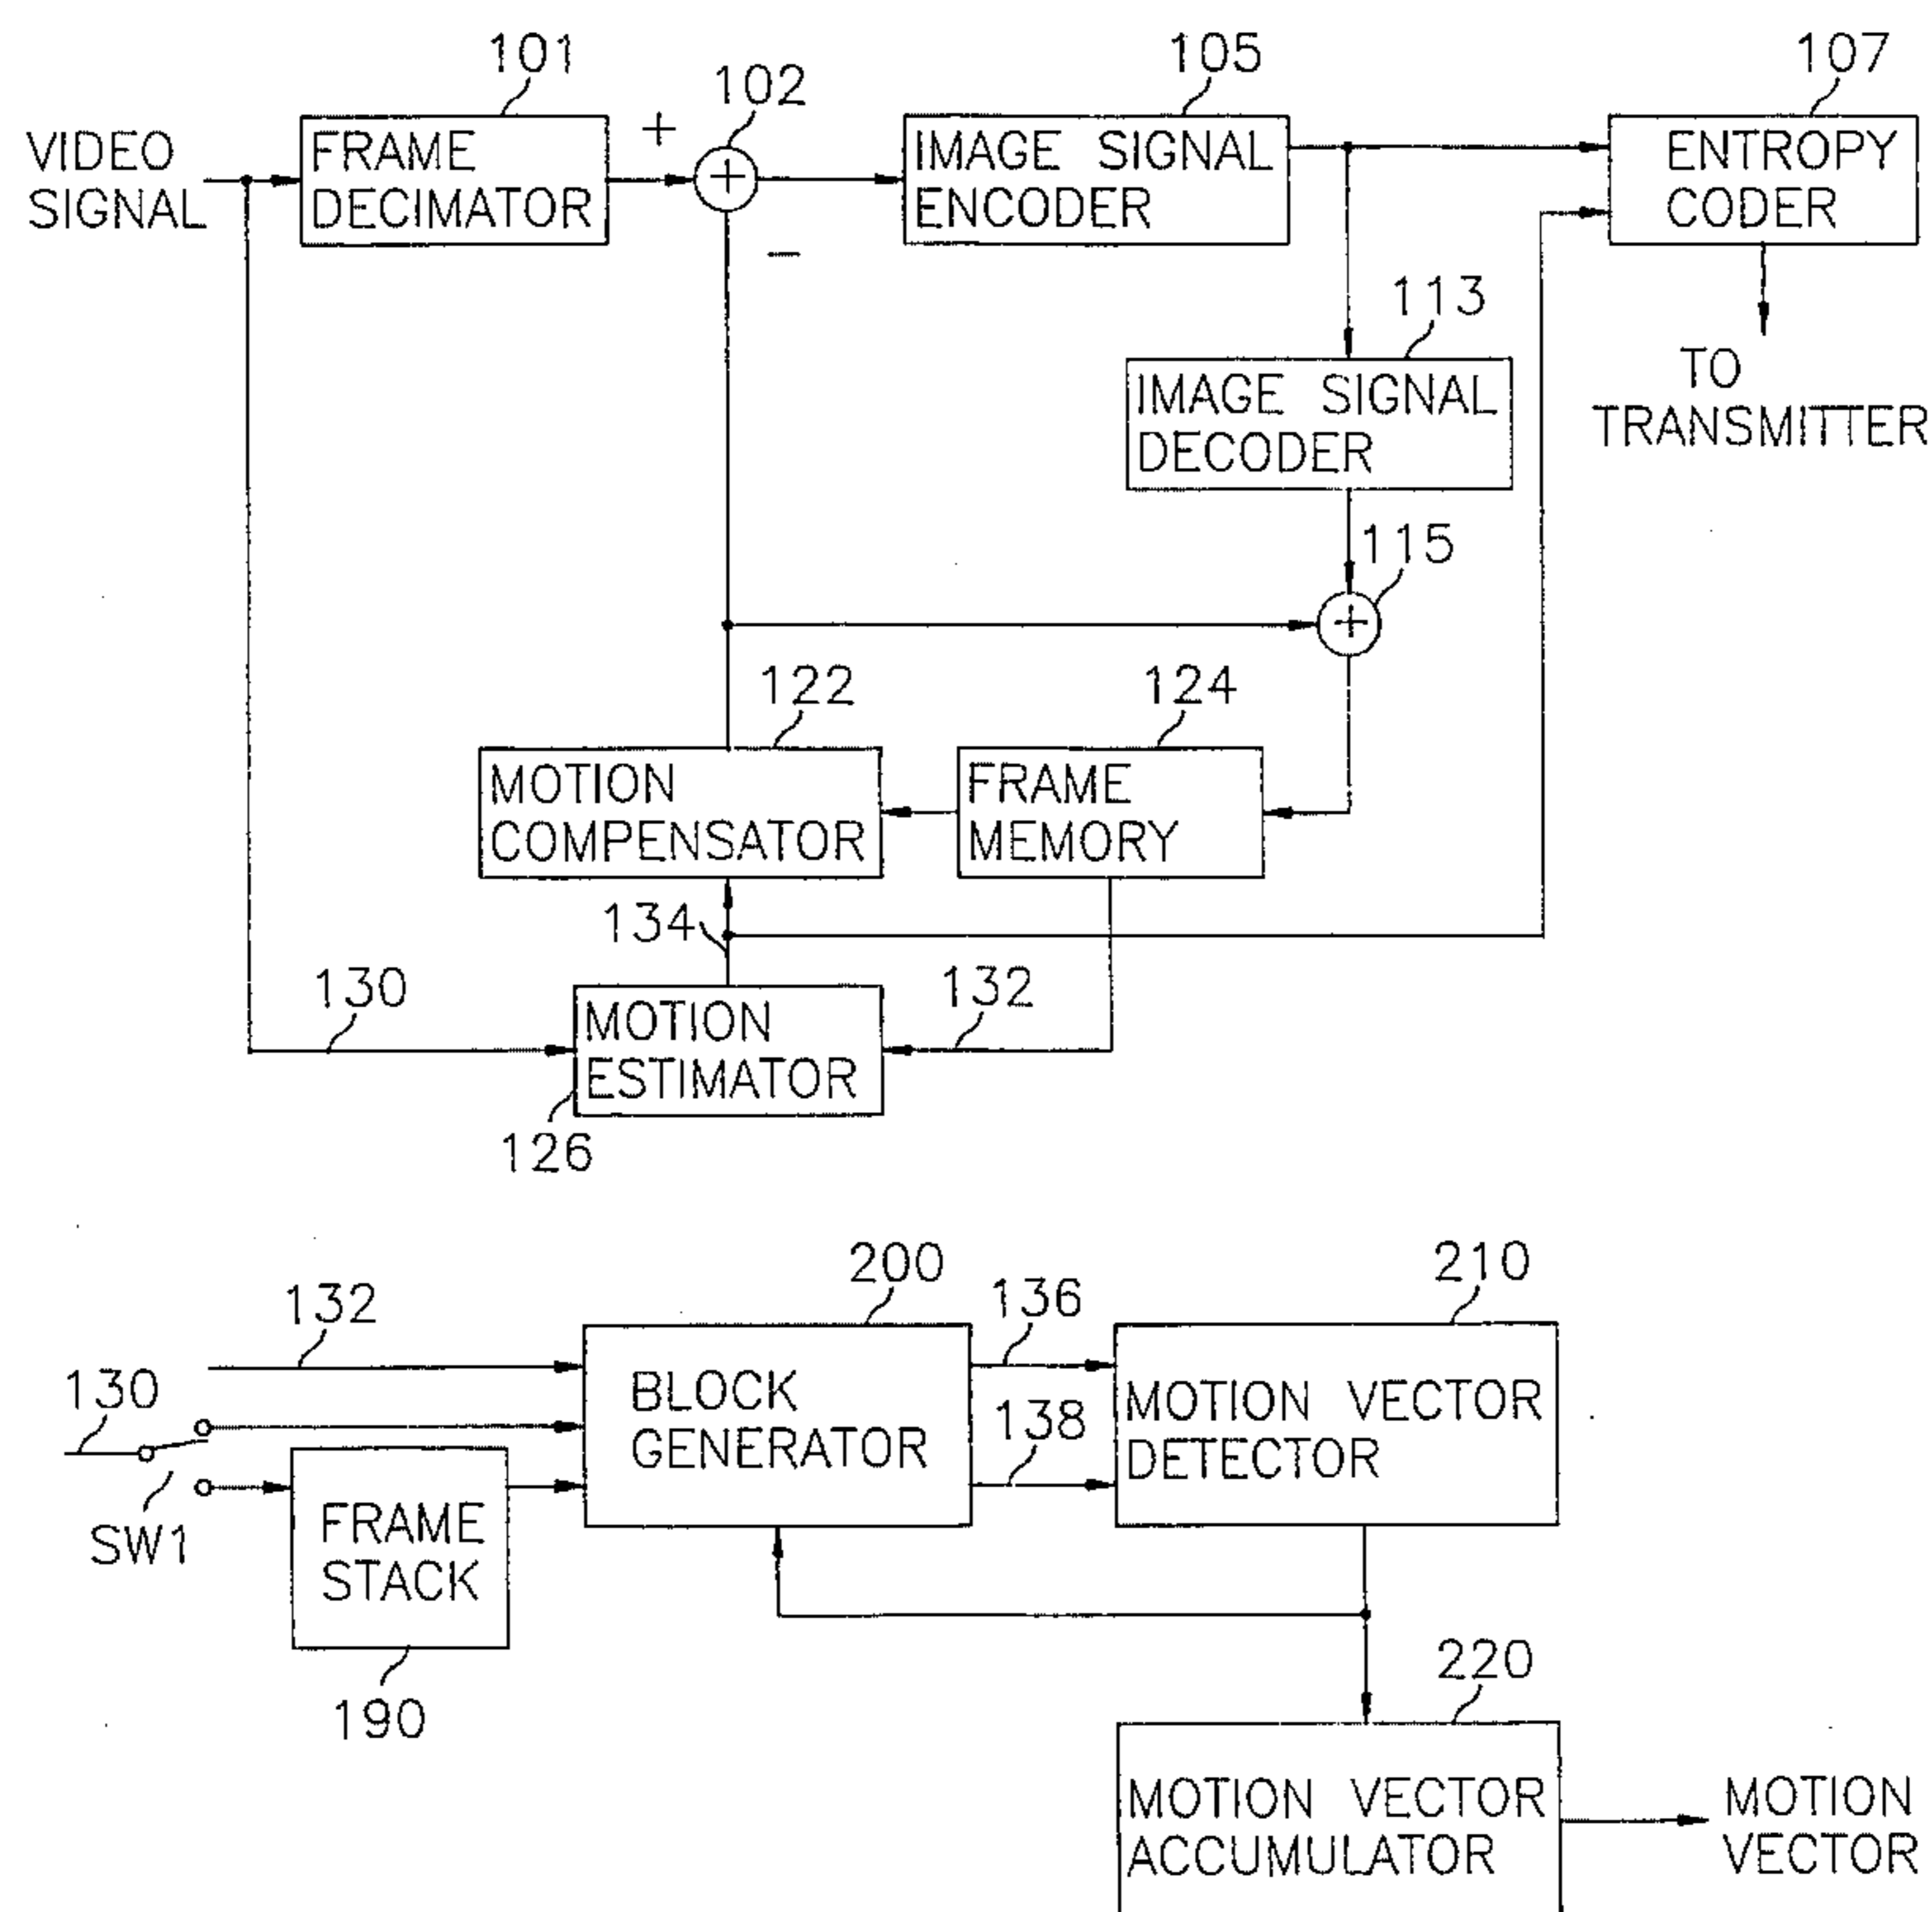 101
102
105
107
VIDEO
SIGNAL
FRAME
DECIMATOR
+
+
−
IMAGE SIGNAL
ENCODER
ENTROPY
CODER
113
TO
TRANSMITTER
IMAGE SIGNAL
DECODER
115
+
122
124
MOTION
COMPENSATOR
FRAME
MEMORY
134
130
132
MOTION
ESTIMATOR
126
200
210
132
136
130
BLOCK
GENERATOR
138
MOTION VECTOR
DETECTOR
SW1
FRAME
STACK
190
220
MOTION VECTOR
ACCUMULATOR
MOTION
VECTOR